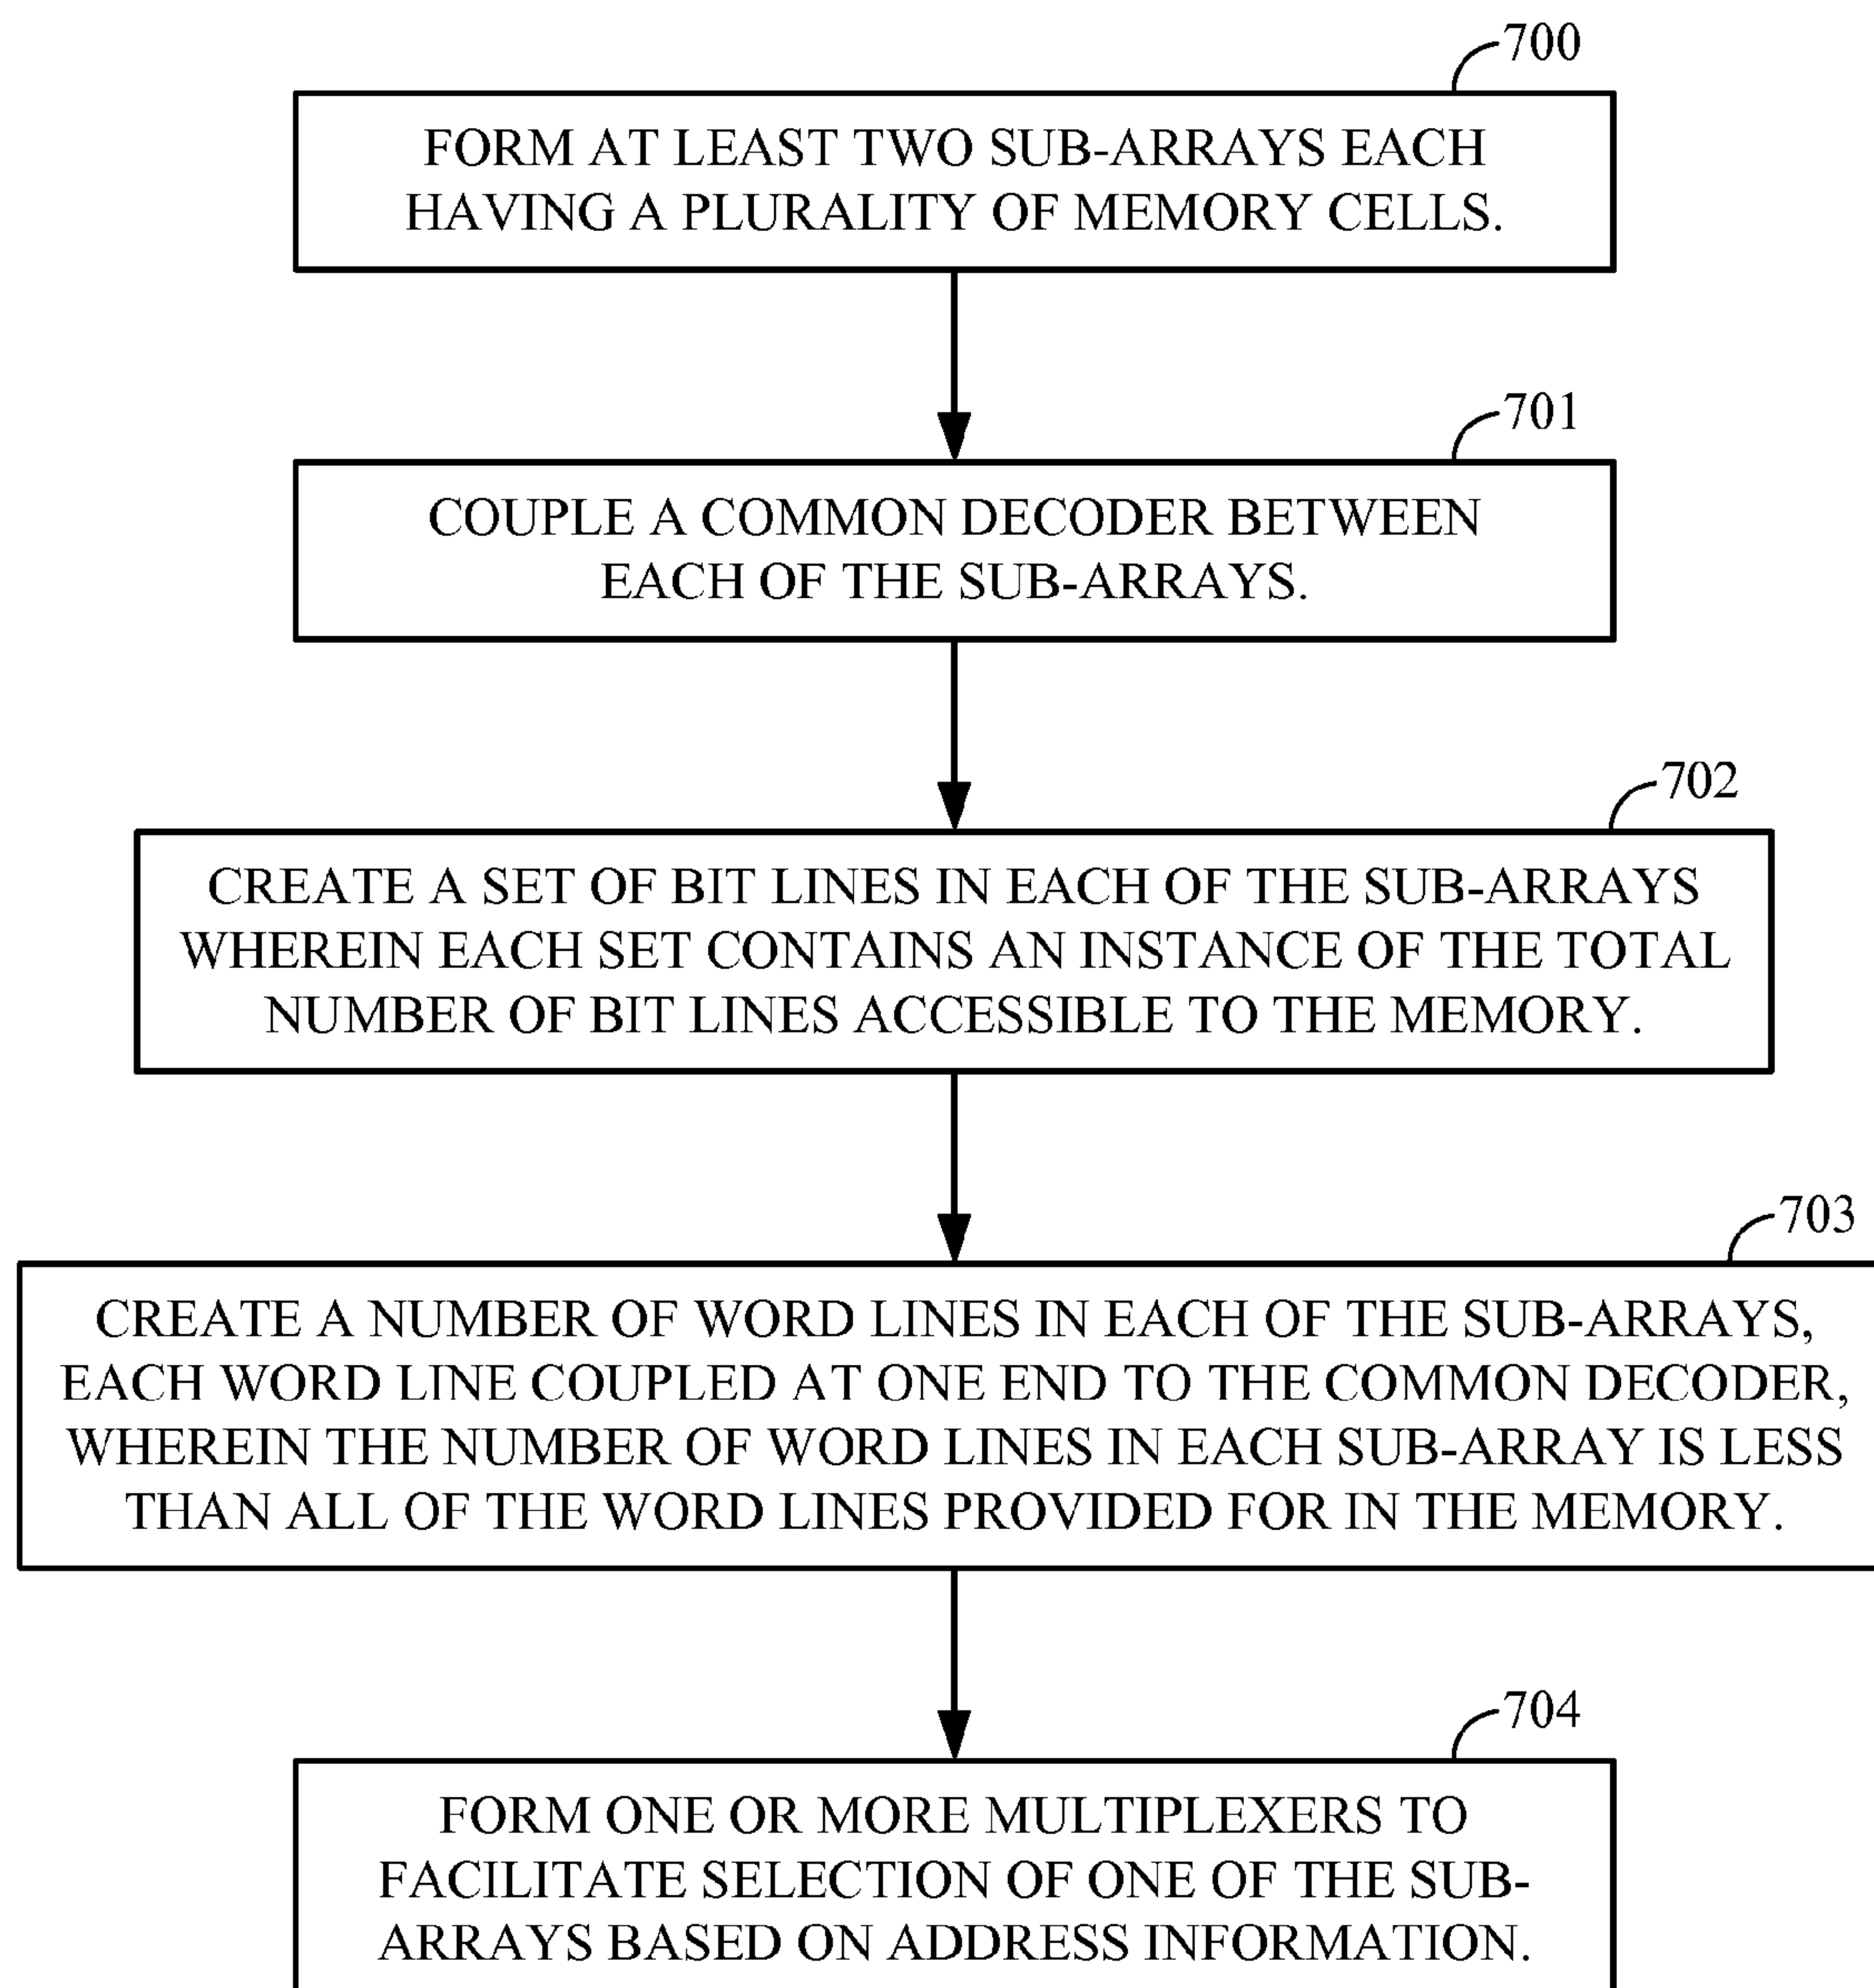 700
FORM AT LEAST TWO SUB-ARRAYS EACH
HAVING A PLURALITY OF MEMORY CELLS.
701
COUPLE A COMMON DECODER BETWEEN
EACH OF THE SUB-ARRAYS.
702
CREATE A SET OF BIT LINES IN EACH OF THE SUB-ARRAYS
WHEREIN EACH SET CONTAINS AN INSTANCE OF THE TOTAL
NUMBER OF BIT LINES ACCESSIBLE TO THE MEMORY.
703
CREATE A NUMBER OF WORD LINES IN EACH OF THE SUB-ARRAYS,
EACH WORD LINE COUPLED AT ONE END TO THE COMMON DECODER,
WHEREIN THE NUMBER OF WORD LINES IN EACH SUB-ARRAY IS LESS
THAN ALL OF THE WORD LINES PROVIDED FOR IN THE MEMORY.
704
FORM ONE OR MORE MULTIPLEXERS TO
FACILITATE SELECTION OF ONE OF THE SUB-
ARRAYS BASED ON ADDRESS INFORMATION.